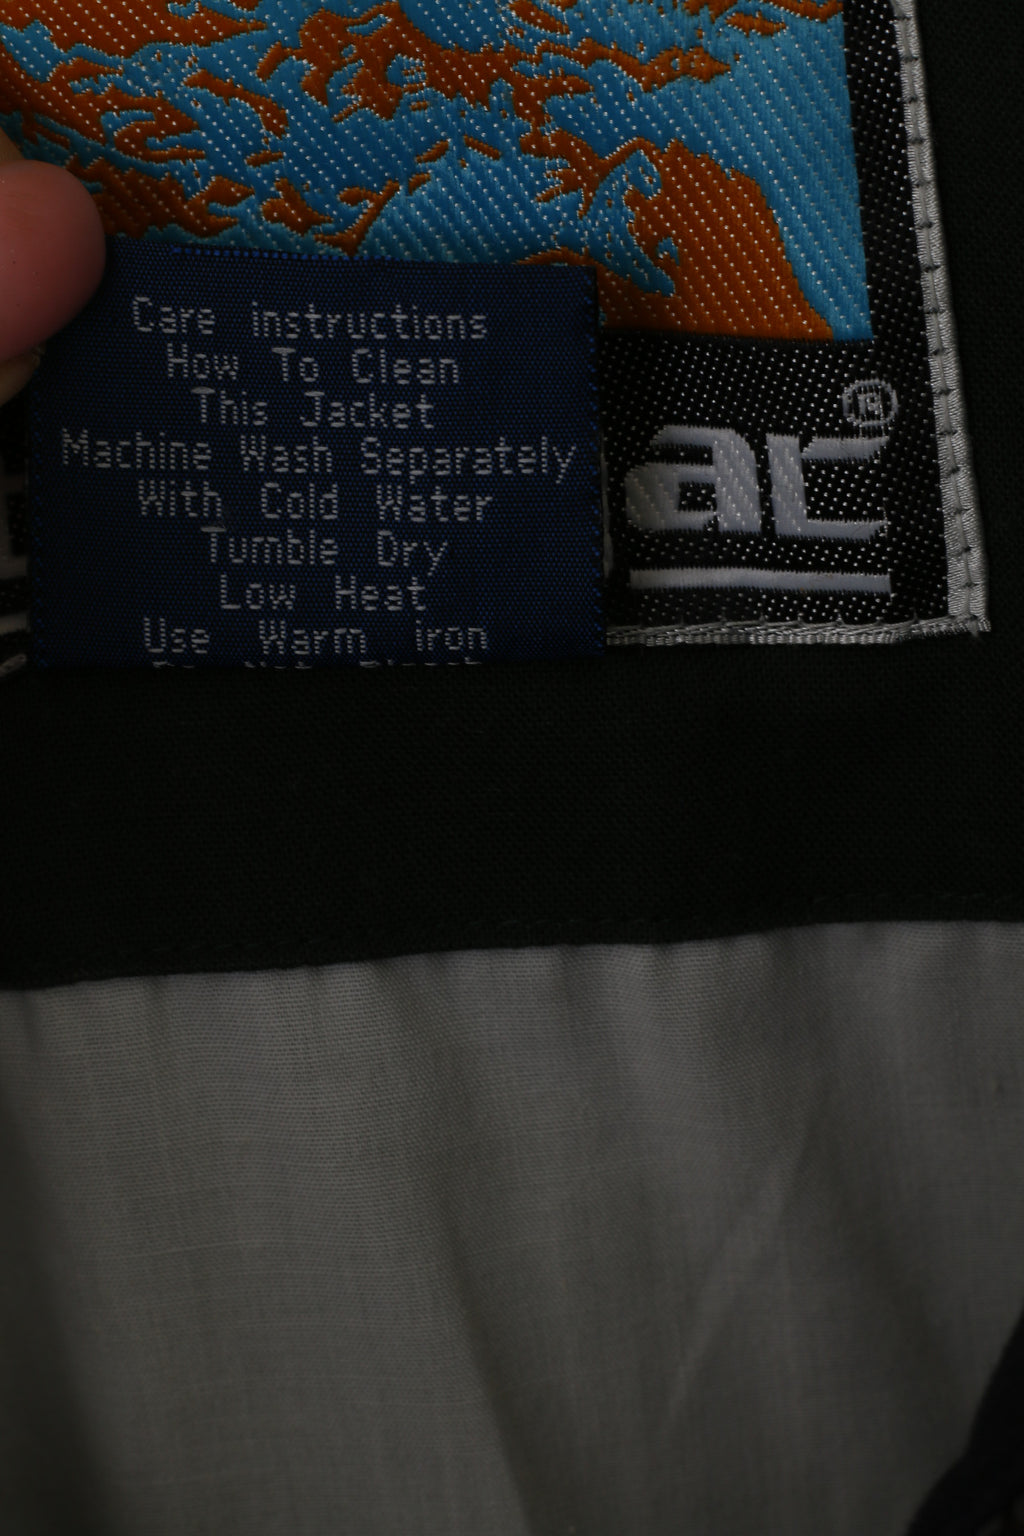 Care instructions
How To Clean
This Jacket
Machine Wash Separately
With Cold Water
Tumble Dry
Low Heat
Use Warm iron
ar®